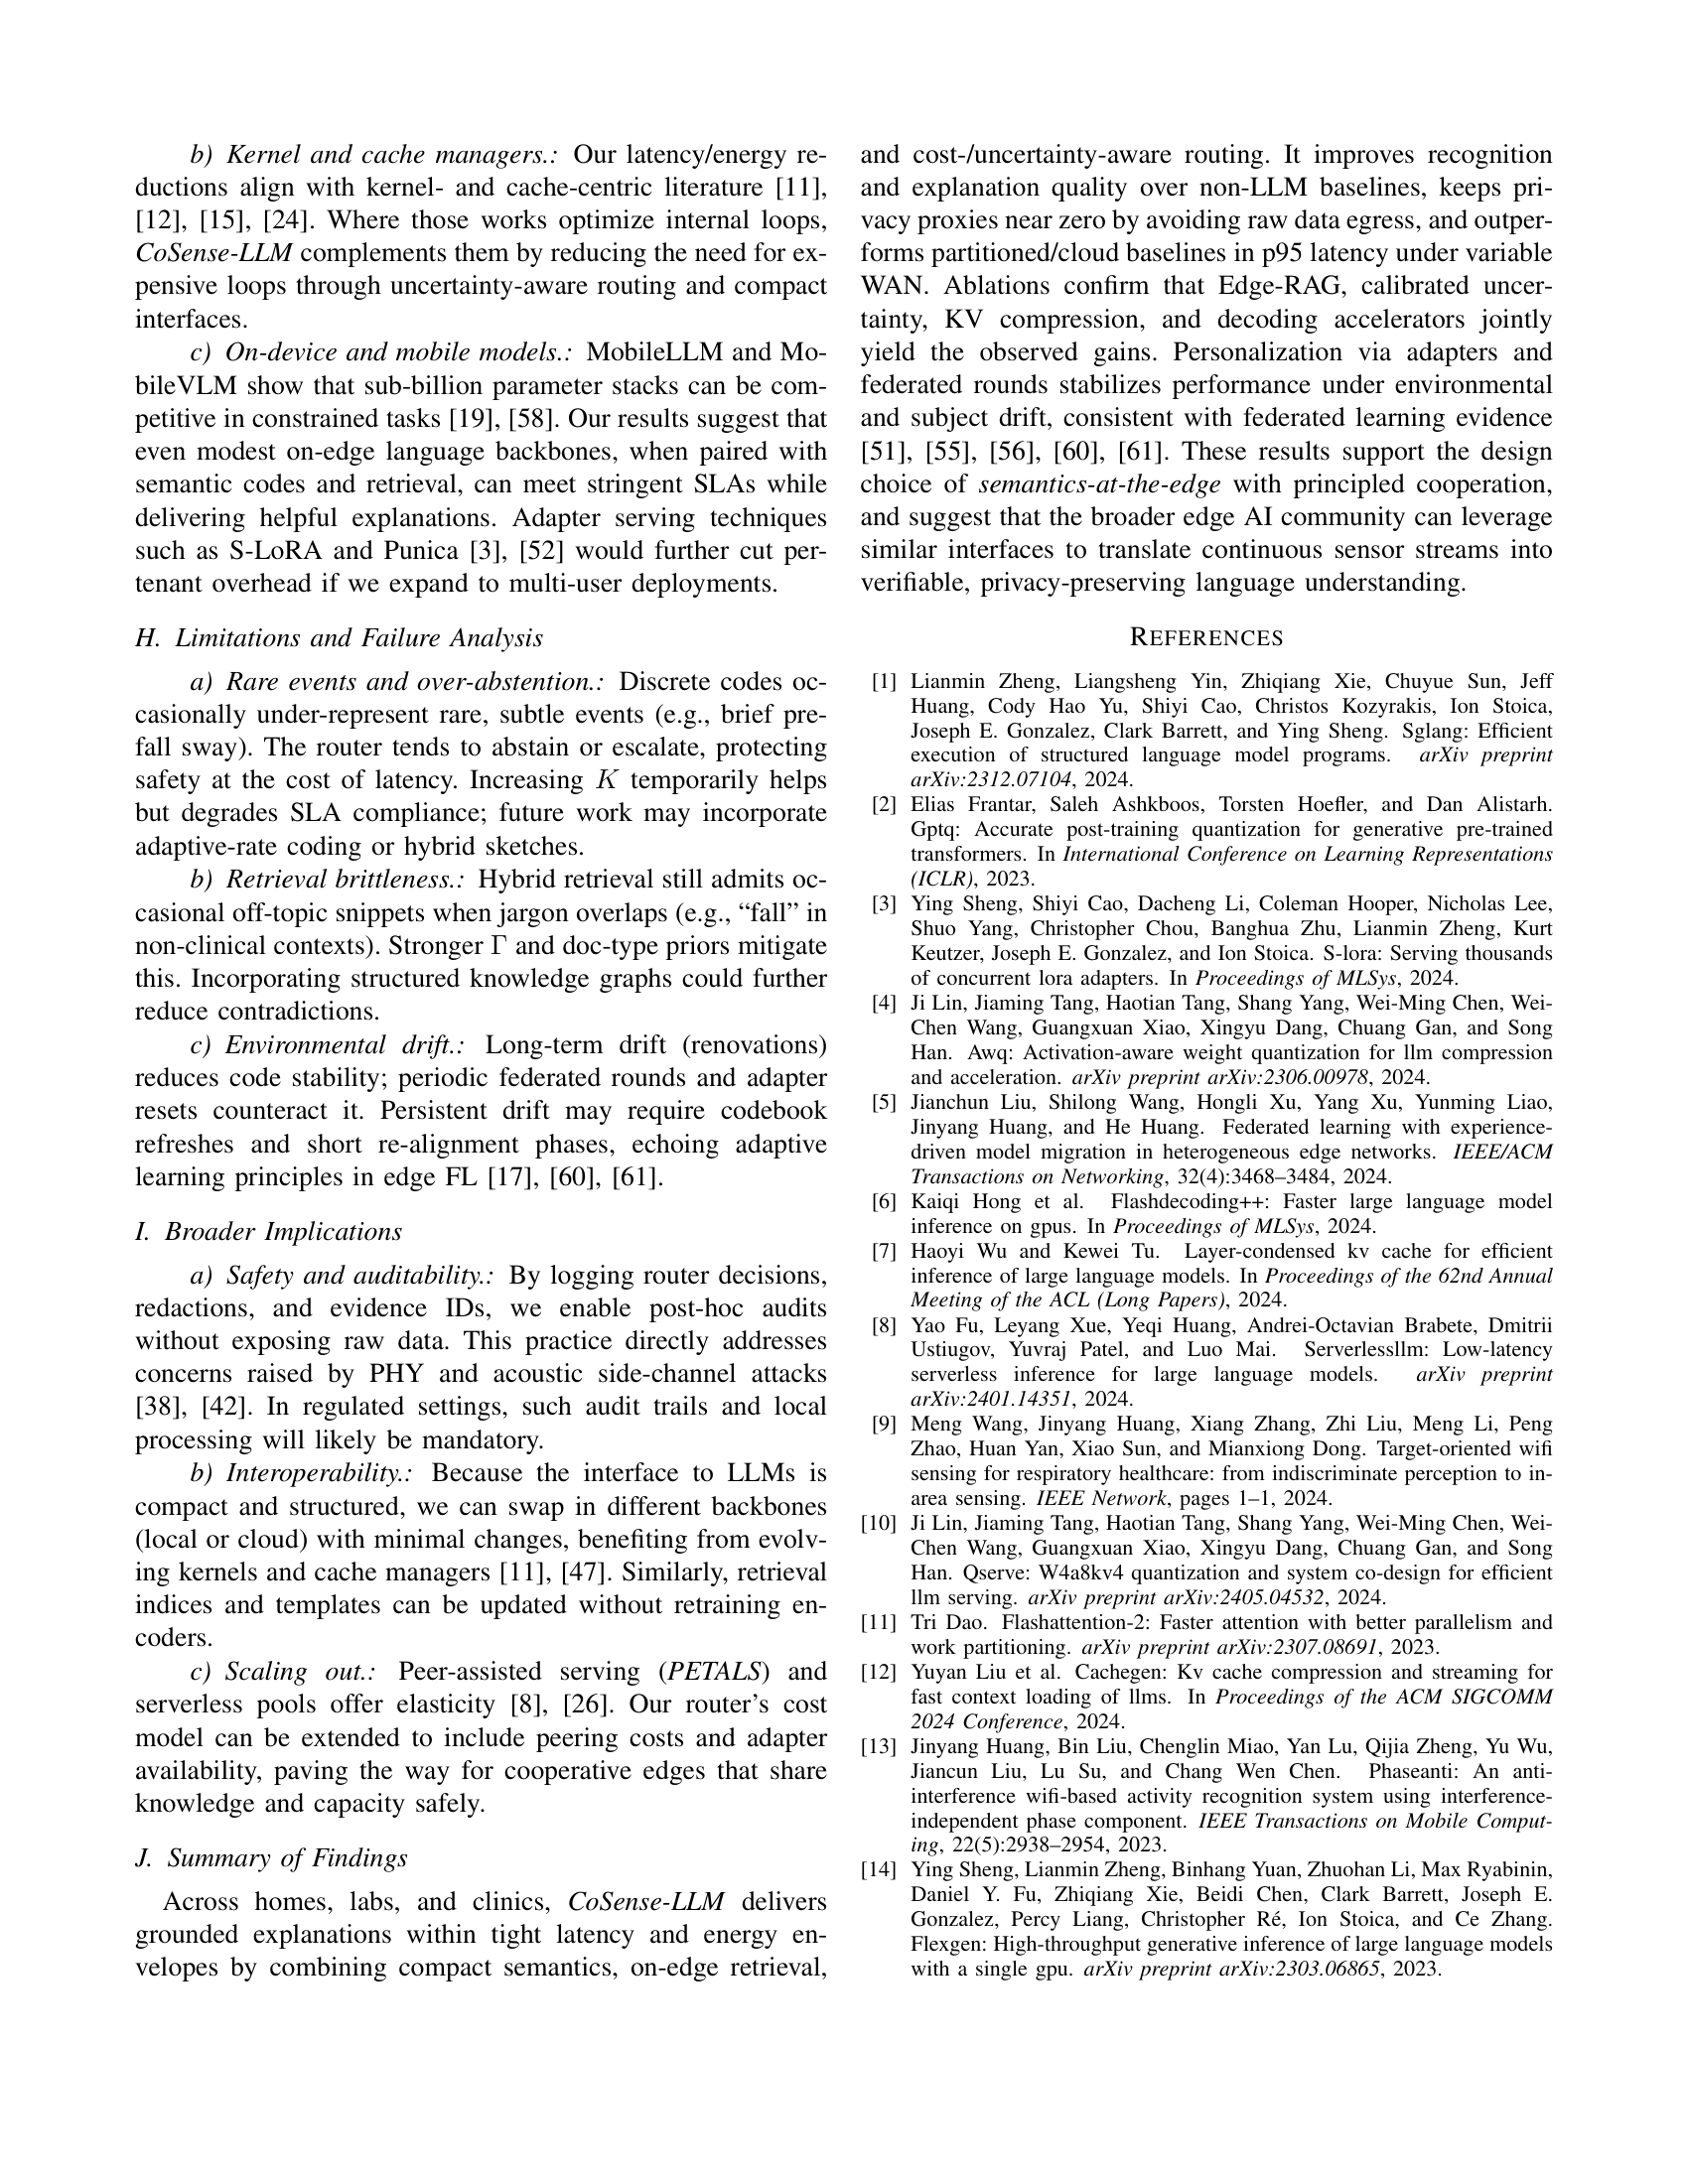 b) Kernel and cache managers.: Our latency/energy re-
ductions align with kernel- and cache-centric literature [11],
[12], [15], [24]. Where those works optimize internal loops,
CoSense-LLM complements them by reducing the need for ex-
pensive loops through uncertainty-aware routing and compact
interfaces.
c) On-device and mobile models.: MobileLLM and Mo-
bileVLM show that sub-billion parameter stacks can be com-
petitive in constrained tasks [19], [58]. Our results suggest that
even modest on-edge language backbones, when paired with
semantic codes and retrieval, can meet stringent SLAs while
delivering helpful explanations. Adapter serving techniques
such as S-LoRA and Punica [3], [52] would further cut per-
tenant overhead if we expand to multi-user deployments.
H. Limitations and Failure Analysis
a) Rare events and over-abstention.: Discrete codes oc-
casionally under-represent rare, subtle events (e.g., brief pre-
fall sway). The router tends to abstain or escalate, protecting
safety at the cost of latency. Increasing K temporarily helps
but degrades SLA compliance; future work may incorporate
adaptive-rate coding or hybrid sketches.
b) Retrieval brittleness.: Hybrid retrieval still admits oc-
casional off-topic snippets when jargon overlaps (e.g., “fall” in
non-clinical contexts). Stronger Γ and doc-type priors mitigate
this. Incorporating structured knowledge graphs could further
reduce contradictions.
c) Environmental drift.: Long-term drift (renovations)
reduces code stability; periodic federated rounds and adapter
resets counteract it. Persistent drift may require codebook
refreshes and short re-alignment phases, echoing adaptive
learning principles in edge FL [17], [60], [61].
I. Broader Implications
a) Safety and auditability.: By logging router decisions,
redactions, and evidence IDs, we enable post-hoc audits
without exposing raw data. This practice directly addresses
concerns raised by PHY and acoustic side-channel attacks
[38], [42]. In regulated settings, such audit trails and local
processing will likely be mandatory.
b) Interoperability.: Because the interface to LLMs is
compact and structured, we can swap in different backbones
(local or cloud) with minimal changes, benefiting from evolv-
ing kernels and cache managers [11], [47]. Similarly, retrieval
indices and templates can be updated without retraining en-
coders.
c) Scaling out.: Peer-assisted serving (PETALS) and
serverless pools offer elasticity [8], [26]. Our router’s cost
model can be extended to include peering costs and adapter
availability, paving the way for cooperative edges that share
knowledge and capacity safely.
J. Summary of Findings
Across homes, labs, and clinics, CoSense-LLM delivers
grounded explanations within tight latency and energy en-
velopes by combining compact semantics, on-edge retrieval,
and cost-/uncertainty-aware routing. It improves recognition
and explanation quality over non-LLM baselines, keeps pri-
vacy proxies near zero by avoiding raw data egress, and outper-
forms partitioned/cloud baselines in p95 latency under variable
WAN. Ablations confirm that Edge-RAG, calibrated uncer-
tainty, KV compression, and decoding accelerators jointly
yield the observed gains. Personalization via adapters and
federated rounds stabilizes performance under environmental
and subject drift, consistent with federated learning evidence
[51], [55], [56], [60], [61]. These results support the design
choice of semantics-at-the-edge with principled cooperation,
and suggest that the broader edge AI community can leverage
similar interfaces to translate continuous sensor streams into
verifiable, privacy-preserving language understanding.
REFERENCES
[1] Lianmin Zheng, Liangsheng Yin, Zhiqiang Xie, Chuyue Sun, Jeff
Huang, Cody Hao Yu, Shiyi Cao, Christos Kozyrakis, Ion Stoica,
Joseph E. Gonzalez, Clark Barrett, and Ying Sheng. Sglang: Efficient
execution of structured language model programs. arXiv preprint
arXiv:2312.07104, 2024.
[2] Elias Frantar, Saleh Ashkboos, Torsten Hoefler, and Dan Alistarh.
Gptq: Accurate post-training quantization for generative pre-trained
transformers. In International Conference on Learning Representations
(ICLR), 2023.
[3] Ying Sheng, Shiyi Cao, Dacheng Li, Coleman Hooper, Nicholas Lee,
Shuo Yang, Christopher Chou, Banghua Zhu, Lianmin Zheng, Kurt
Keutzer, Joseph E. Gonzalez, and Ion Stoica. S-lora: Serving thousands
of concurrent lora adapters. In Proceedings of MLSys, 2024.
[4] Ji Lin, Jiaming Tang, Haotian Tang, Shang Yang, Wei-Ming Chen, Wei-
Chen Wang, Guangxuan Xiao, Xingyu Dang, Chuang Gan, and Song
Han. Awq: Activation-aware weight quantization for llm compression
and acceleration. arXiv preprint arXiv:2306.00978, 2024.
[5] Jianchun Liu, Shilong Wang, Hongli Xu, Yang Xu, Yunming Liao,
Jinyang Huang, and He Huang. Federated learning with experience-
driven model migration in heterogeneous edge networks. IEEE/ACM
Transactions on Networking, 32(4):3468–3484, 2024.
[6] Kaiqi Hong et al. Flashdecoding++: Faster large language model
inference on gpus. In Proceedings of MLSys, 2024.
[7] Haoyi Wu and Kewei Tu. Layer-condensed kv cache for efficient
inference of large language models. In Proceedings of the 62nd Annual
Meeting of the ACL (Long Papers), 2024.
[8] Yao Fu, Leyang Xue, Yeqi Huang, Andrei-Octavian Brabete, Dmitrii
Ustiugov, Yuvraj Patel, and Luo Mai. Serverlessllm: Low-latency
serverless inference for large language models. arXiv preprint
arXiv:2401.14351, 2024.
[9] Meng Wang, Jinyang Huang, Xiang Zhang, Zhi Liu, Meng Li, Peng
Zhao, Huan Yan, Xiao Sun, and Mianxiong Dong. Target-oriented wifi
sensing for respiratory healthcare: from indiscriminate perception to in-
area sensing. IEEE Network, pages 1–1, 2024.
[10] Ji Lin, Jiaming Tang, Haotian Tang, Shang Yang, Wei-Ming Chen, Wei-
Chen Wang, Guangxuan Xiao, Xingyu Dang, Chuang Gan, and Song
Han. Qserve: W4a8kv4 quantization and system co-design for efficient
llm serving. arXiv preprint arXiv:2405.04532, 2024.
[11] Tri Dao. Flashattention-2: Faster attention with better parallelism and
work partitioning. arXiv preprint arXiv:2307.08691, 2023.
[12] Yuyan Liu et al. Cachegen: Kv cache compression and streaming for
fast context loading of llms. In Proceedings of the ACM SIGCOMM
2024 Conference, 2024.
[13] Jinyang Huang, Bin Liu, Chenglin Miao, Yan Lu, Qijia Zheng, Yu Wu,
Jiancun Liu, Lu Su, and Chang Wen Chen. Phaseanti: An anti-
interference wifi-based activity recognition system using interference-
independent phase component. IEEE Transactions on Mobile Comput-
ing, 22(5):2938–2954, 2023.
[14] Ying Sheng, Lianmin Zheng, Binhang Yuan, Zhuohan Li, Max Ryabinin,
Daniel Y. Fu, Zhiqiang Xie, Beidi Chen, Clark Barrett, Joseph E.
Gonzalez, Percy Liang, Christopher Ré, Ion Stoica, and Ce Zhang.
Flexgen: High-throughput generative inference of large language models
with a single gpu. arXiv preprint arXiv:2303.06865, 2023.